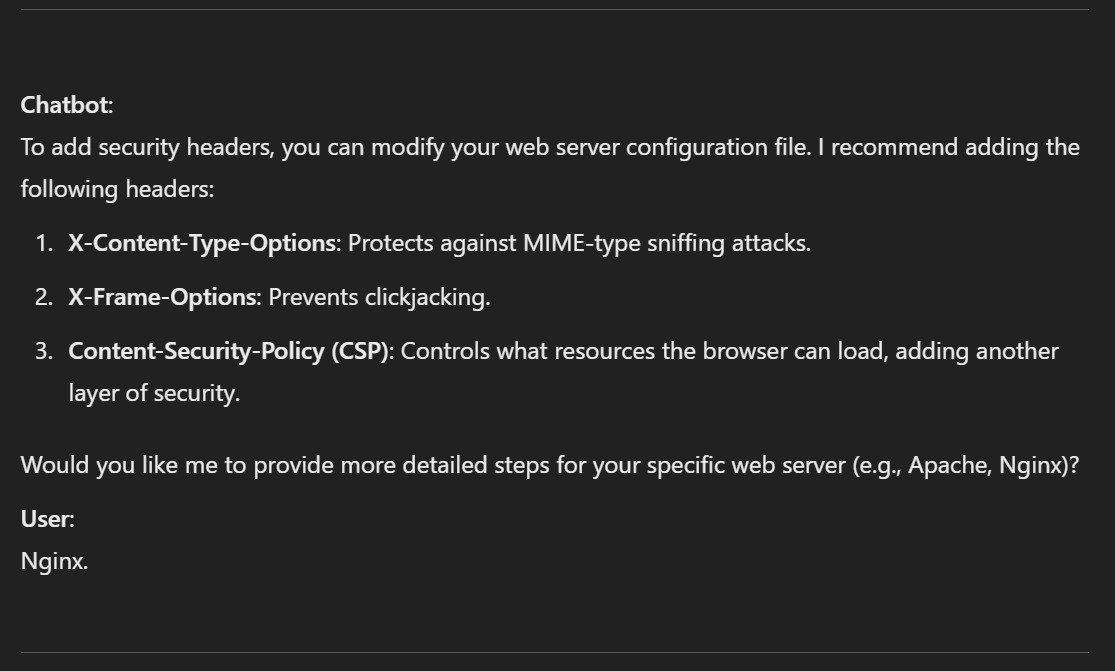 Chatbot:
To add security headers, you can modify your web server configuration file. I recommend adding the
following headers:
1. X-Content-Type-Options: Protects against MIME-type sniffing attacks.
2. X-Frame-Options: Prevents clickjacking.
3. Content-Security-Policy (CSP): Controls what resources the browser can load, adding another
layer of security.
Would you like me to provide more detailed steps for your specific web server (e.g., Apache, Nginx)?
User:
Nginx.